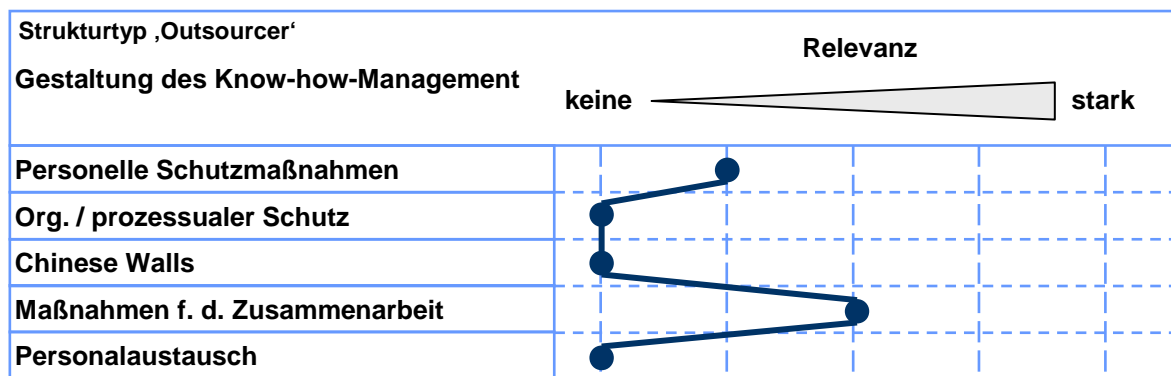 Strukturtyp ‚Outsourcer‘
Gestaltung des Know-how-Management
Relevanz
keine
stark
Personelle Schutzmaßnahmen
Org. / prozessualer Schutz
Chinese Walls
Maßnahmen f. d. Zusammenarbeit
Personalaustausch